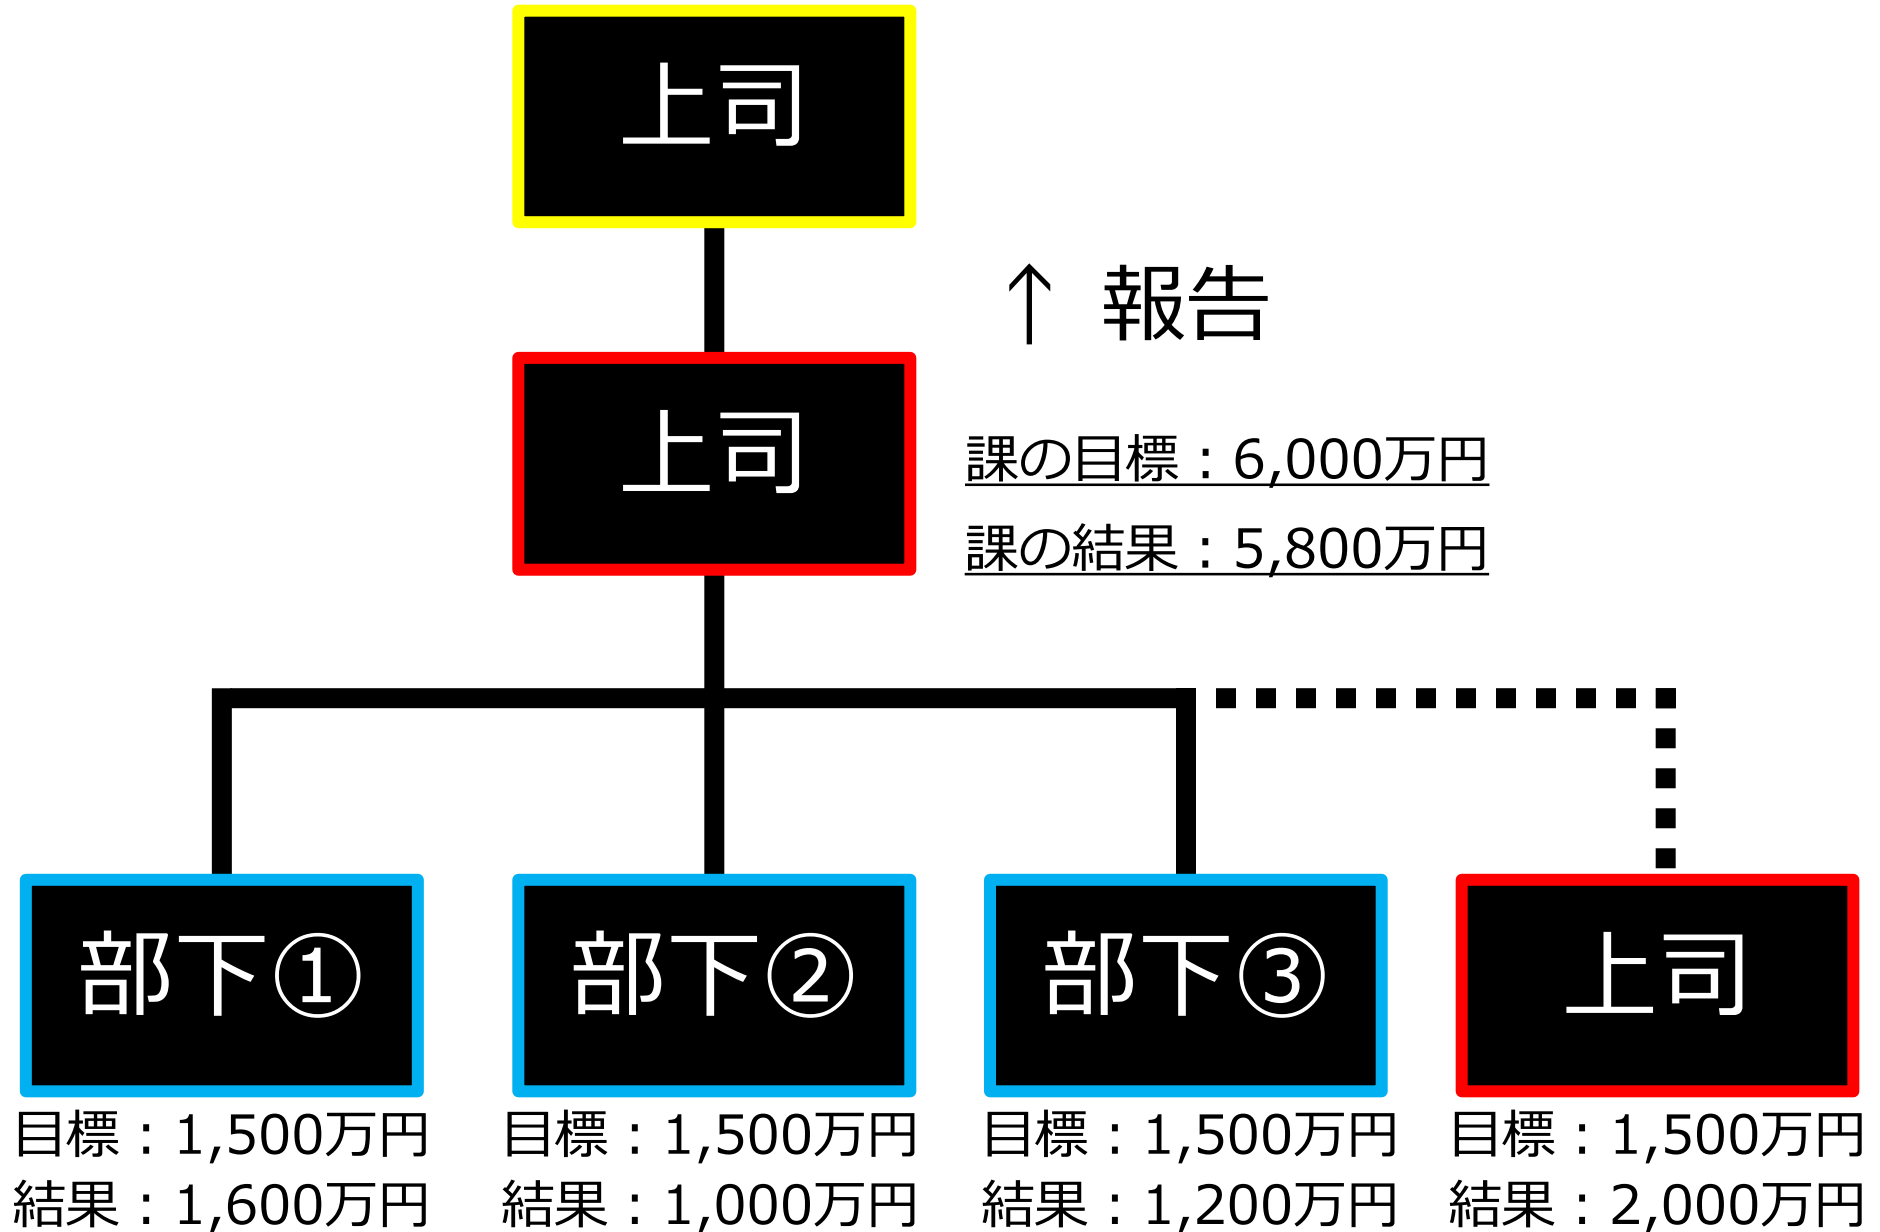 上司
↑ 報告
上司
課の目標：6,000万円
課の結果：5,800万円
部下①
部下②
部下③
上司
目標：1,500万円
結果：1,600万円
目標：1,500万円
結果：1,000万円
目標：1,500万円
結果：1,200万円
目標：1,500万円
結果：2,000万円